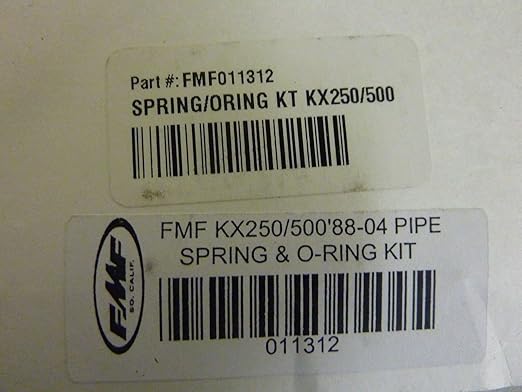 Part #: FMF011312
SPRING/ORING KT KX250/500
FMF KX250/500'88-04 PIPE
SPRING & O-RING KIT
FMF
SO. CALIF.
011312